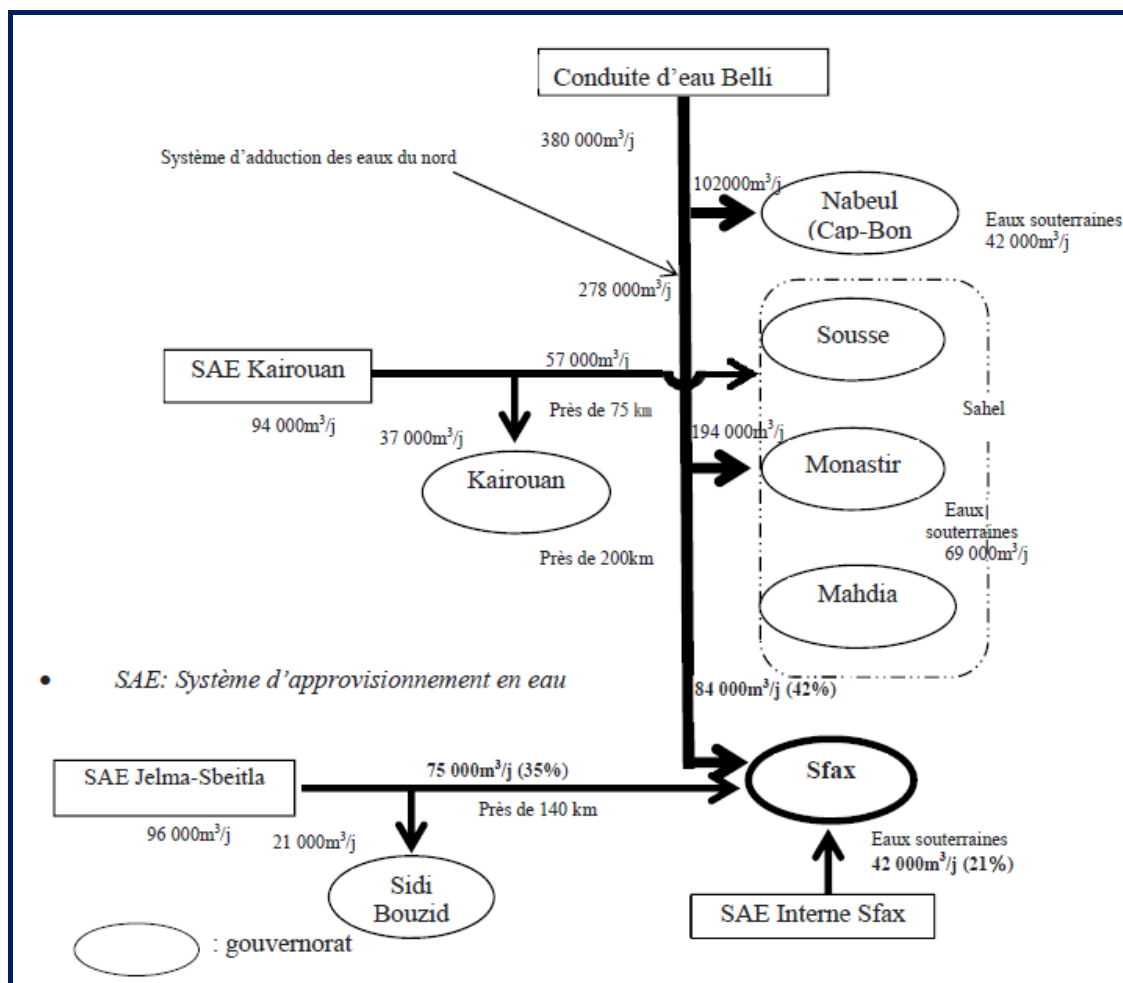 Conduite d'eau Belli
380 000m³/j
Système d'adduction des eaux du nord
102000m³/j
Nabeul
(Cap-Bon
Eaux souterraines
42 000m³/j
278 000m³/j
Sousse
57 000m³/j
SAE Kairouan
Sahel
Près de 75 km
94 000m³/j
37 000m³/j
194 000m³/j
Monastir
Kairouan
Eaux
souterraines
69 000m³/j
Près de 200km
Mahdia
• SAE: Système d'approvisionnement en eau
84 000m³/j (42%)
75 000m³/j (35%)
Sfax
SAE Jelma-Sbeitla
Près de 140 km
96 000m³/j
21 000m³/j
Eaux souterraines
42 000m³/j (21%)
Sidi
Bouzid
SAE Interne Sfax
: gouvernorat